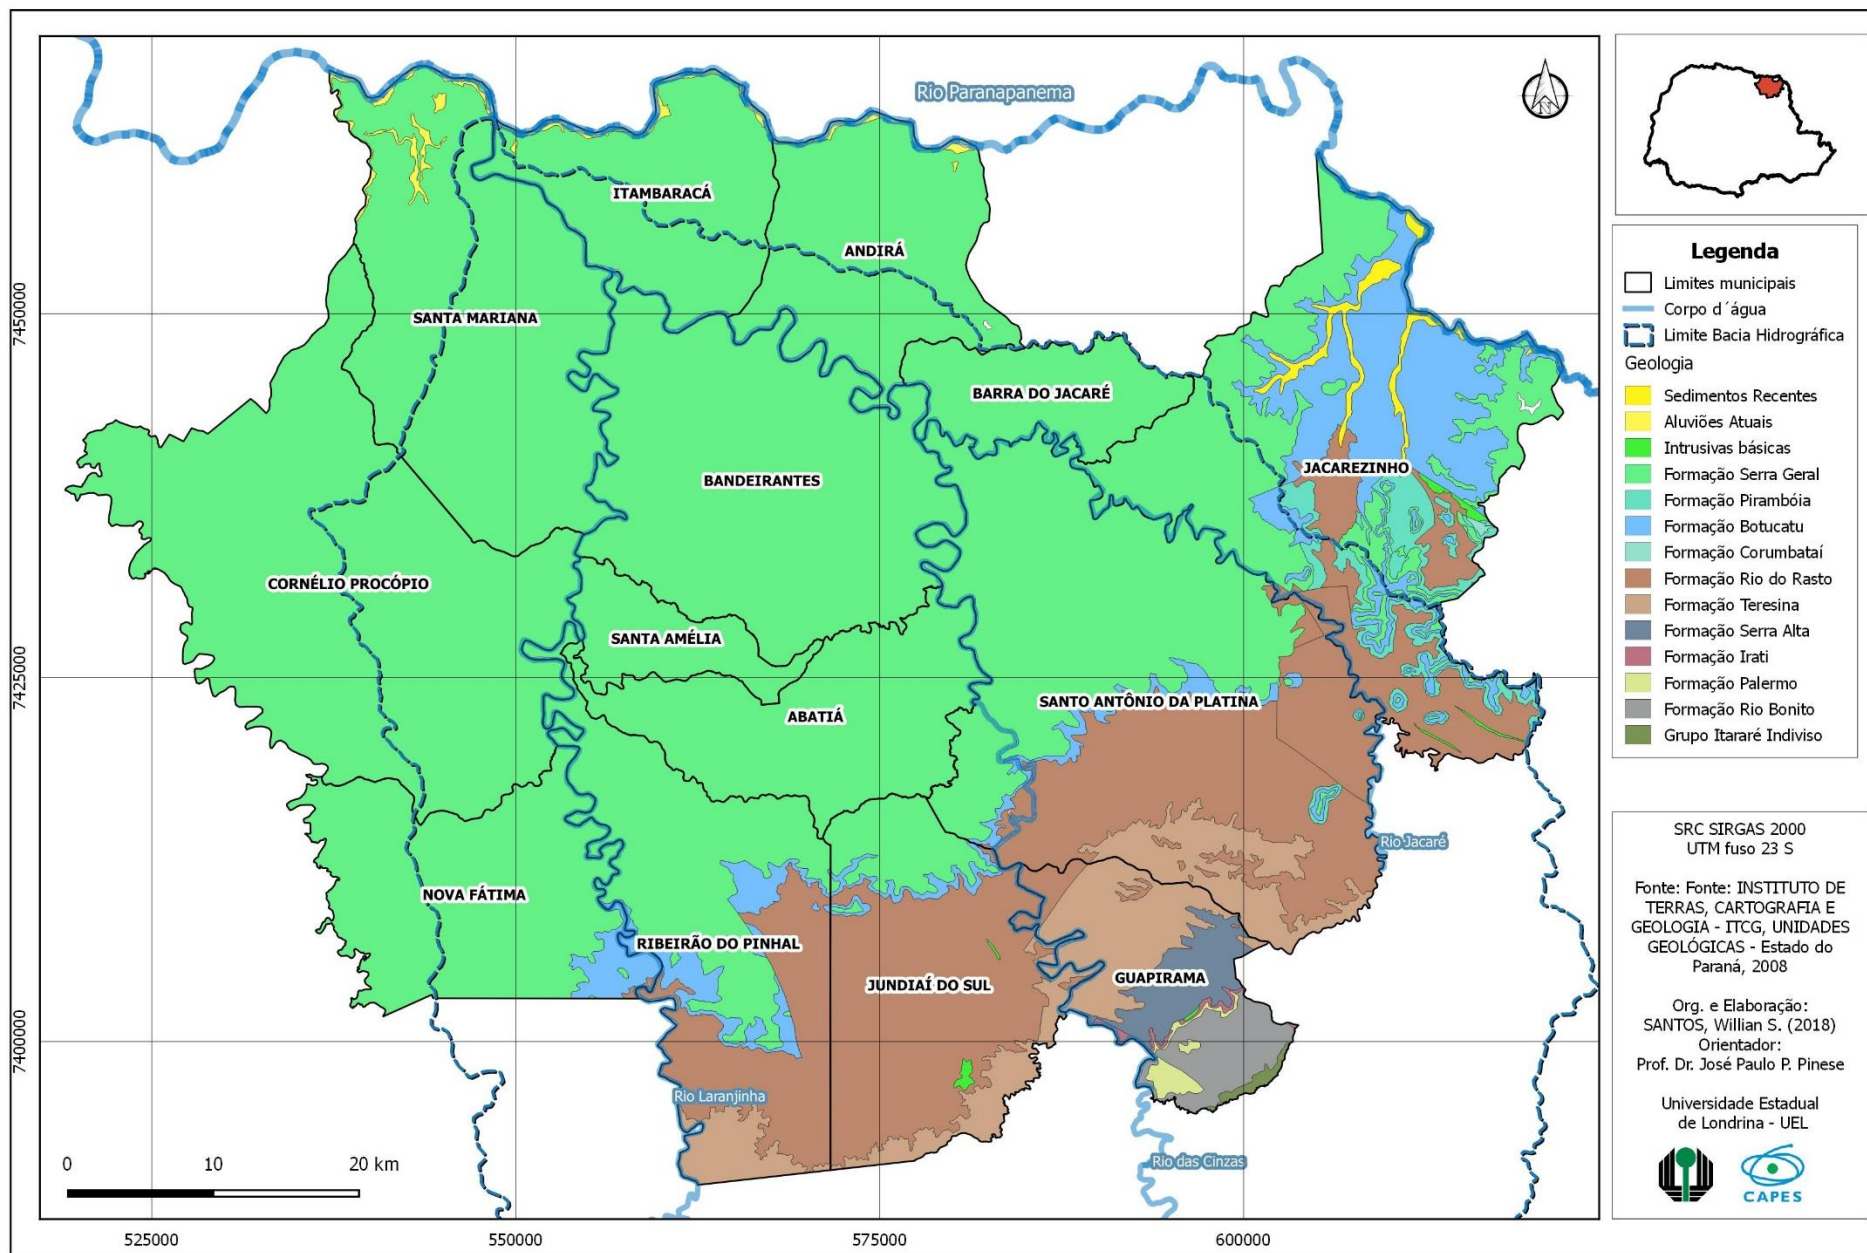 Rio Paranapanema
N
ITAMBARACÁ
ANDIRÁ
SANTA MARIANA
BARRA DO JACARÉ
JACAREZINHO
BANDEIRANTES
CORNÉLIO PROCÓPIO
SANTA AMÉLIA
SANTO ANTÔNIO DA PLATINA
ABATIÁ
Rio Jacaré
NOVA FÁTIMA
RIBEIRÃO DO PINHAL
JUNDIAÍ DO SUL
GUAPIRAMA
Rio Laranjinha
Rio das Cinzas
0 10 20 km
7450000
7425000
7400000
525000 550000 575000 600000
Legenda
Limites municipais
Corpo d´água
Limite Bacia Hidrográfica
Geologia
Sedimentos Recentes
Aluviões Atuais
Intrusivas básicas
Formação Serra Geral
Formação Pirambóia
Formação Botucatu
Formação Corumbataí
Formação Rio do Rasto
Formação Teresina
Formação Serra Alta
Formação Irati
Formação Palermo
Formação Rio Bonito
Grupo Itararé Indiviso
SRC SIRGAS 2000
UTM fuso 23 S
Fonte: Fonte: INSTITUTO DE
TERRAS, CARTOGRAFIA E
GEOLOGIA - ITCG, UNIDADES
GEOLÓGICAS - Estado do
Paraná, 2008
Org. e Elaboração:
SANTOS, Willian S. (2018)
Orientador:
Prof. Dr. José Paulo P. Pinese
Universidade Estadual
de Londrina - UEL
CAPES